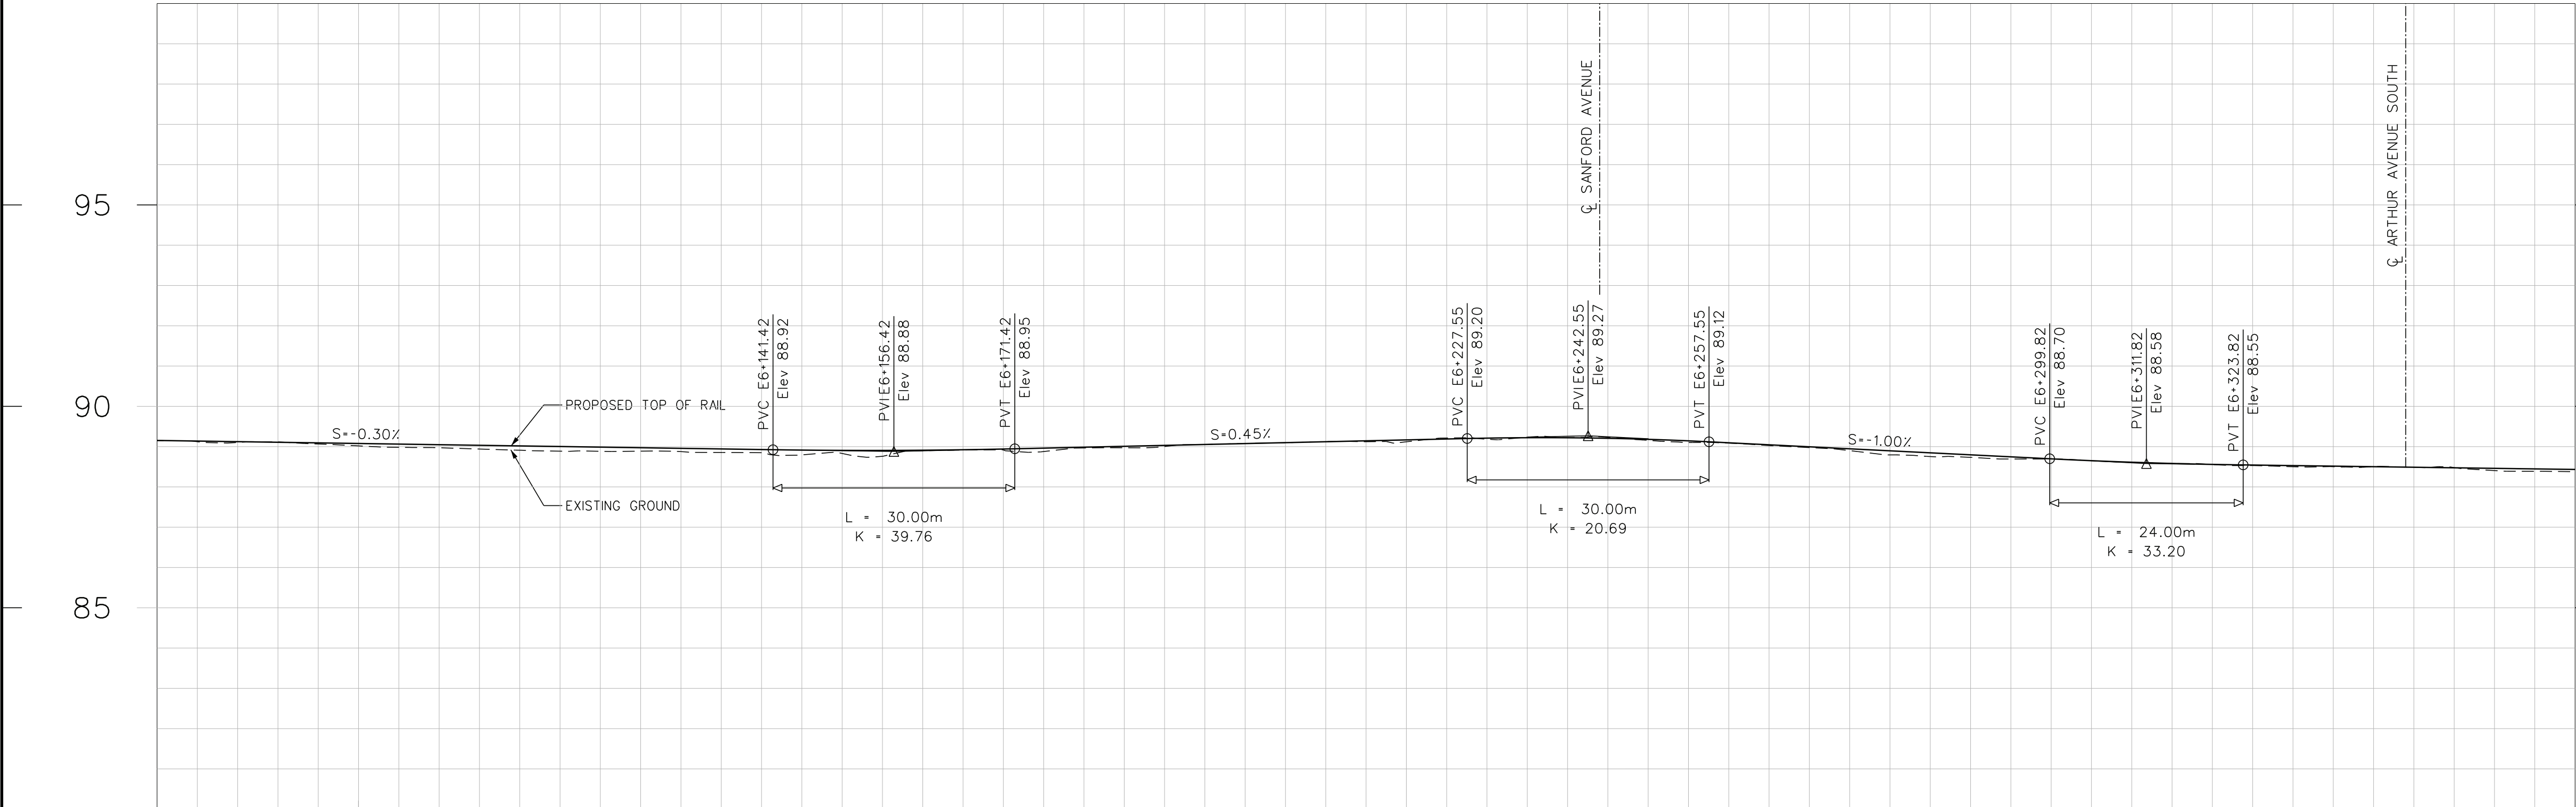 ℄ SANFORD AVENUE
℄ ARTHUR AVENUE SOUTH
95
90
85
PROPOSED TOP OF RAIL
S=-0.30%
EXISTING GROUND
PVC E6+141.42
Elev 88.92
PVI E6+156.42
Elev 88.88
PVT E6+171.42
Elev 88.95
L = 30.00m
K = 39.76
S=0.45%
PVC E6+227.55
Elev 89.20
PVI E6+242.55
Elev 89.27
PVT E6+257.55
Elev 89.12
L = 30.00m
K = 20.69
S=-1.00%
PVC E6+299.82
Elev 88.70
PVI E6+311.82
Elev 88.58
PVT E6+323.82
Elev 88.55
L = 24.00m
K = 33.20